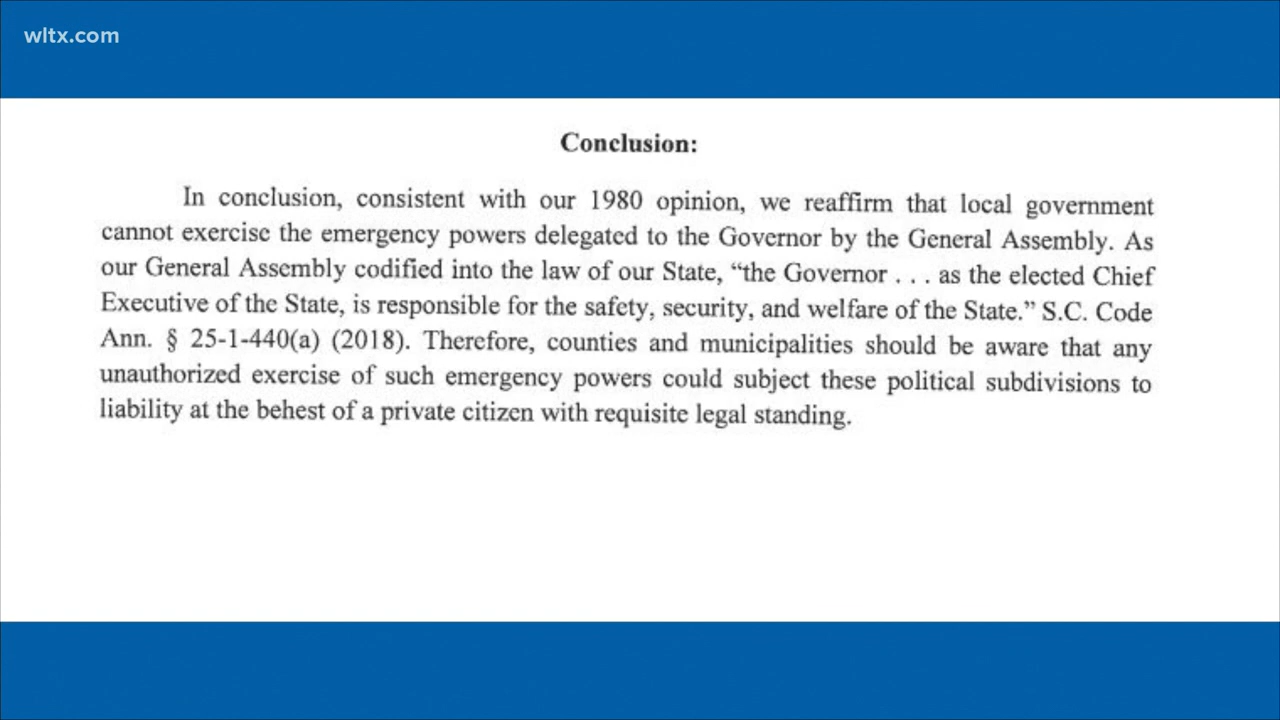 wltx.com
Conclusion:
In conclusion, consistent with our 1980 opinion, we reaffirm that local government
cannot exercise the emergency powers delegated to the Governor by the General Assembly. As
our General Assembly codified into the law of our State, “the Governor . . . as the elected Chief
Executive of the State, is responsible for the safety, security, and welfare of the State.” S.C. Code
Ann. § 25-1-440(a) (2018). Therefore, counties and municipalities should be aware that any
unauthorized exercise of such emergency powers could subject these political subdivisions to
liability at the behest of a private citizen with requisite legal standing.